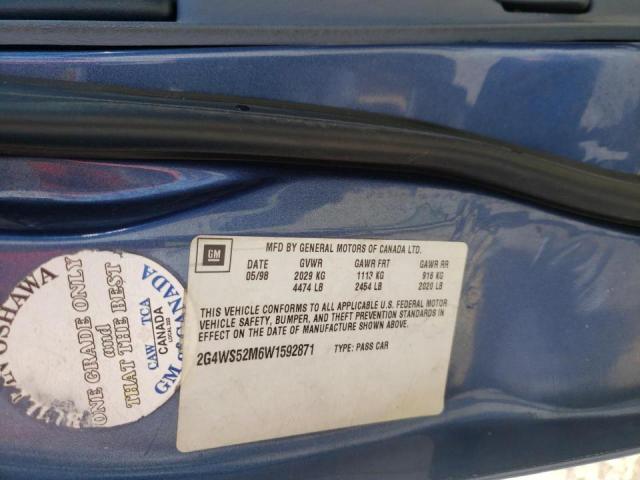 GM
MFD BY GENERAL MOTORS OF CANADA LTD.
DATE GVWR GAWR FRT GAWR RR
05/98 2029 KG 1113 KG 916 KG
4474 LB 2454 LB 2020 LB
THIS VEHICLE CONFORMS TO ALL APPLICABLE U.S. FEDERAL MOTOR
VEHICLE SAFETY, BUMPER, AND THEFT PREVENTION STANDARDS IN
EFFECT ON THE DATE OF MANUFACTURE SHOWN ABOVE.
2G4WS52M6W1592871 TYPE: PASS CAR
OSHAWA
ONE GRADE ONLY
and
THAT THE BEST
CAW TCA
CANADA
GM of CANADA